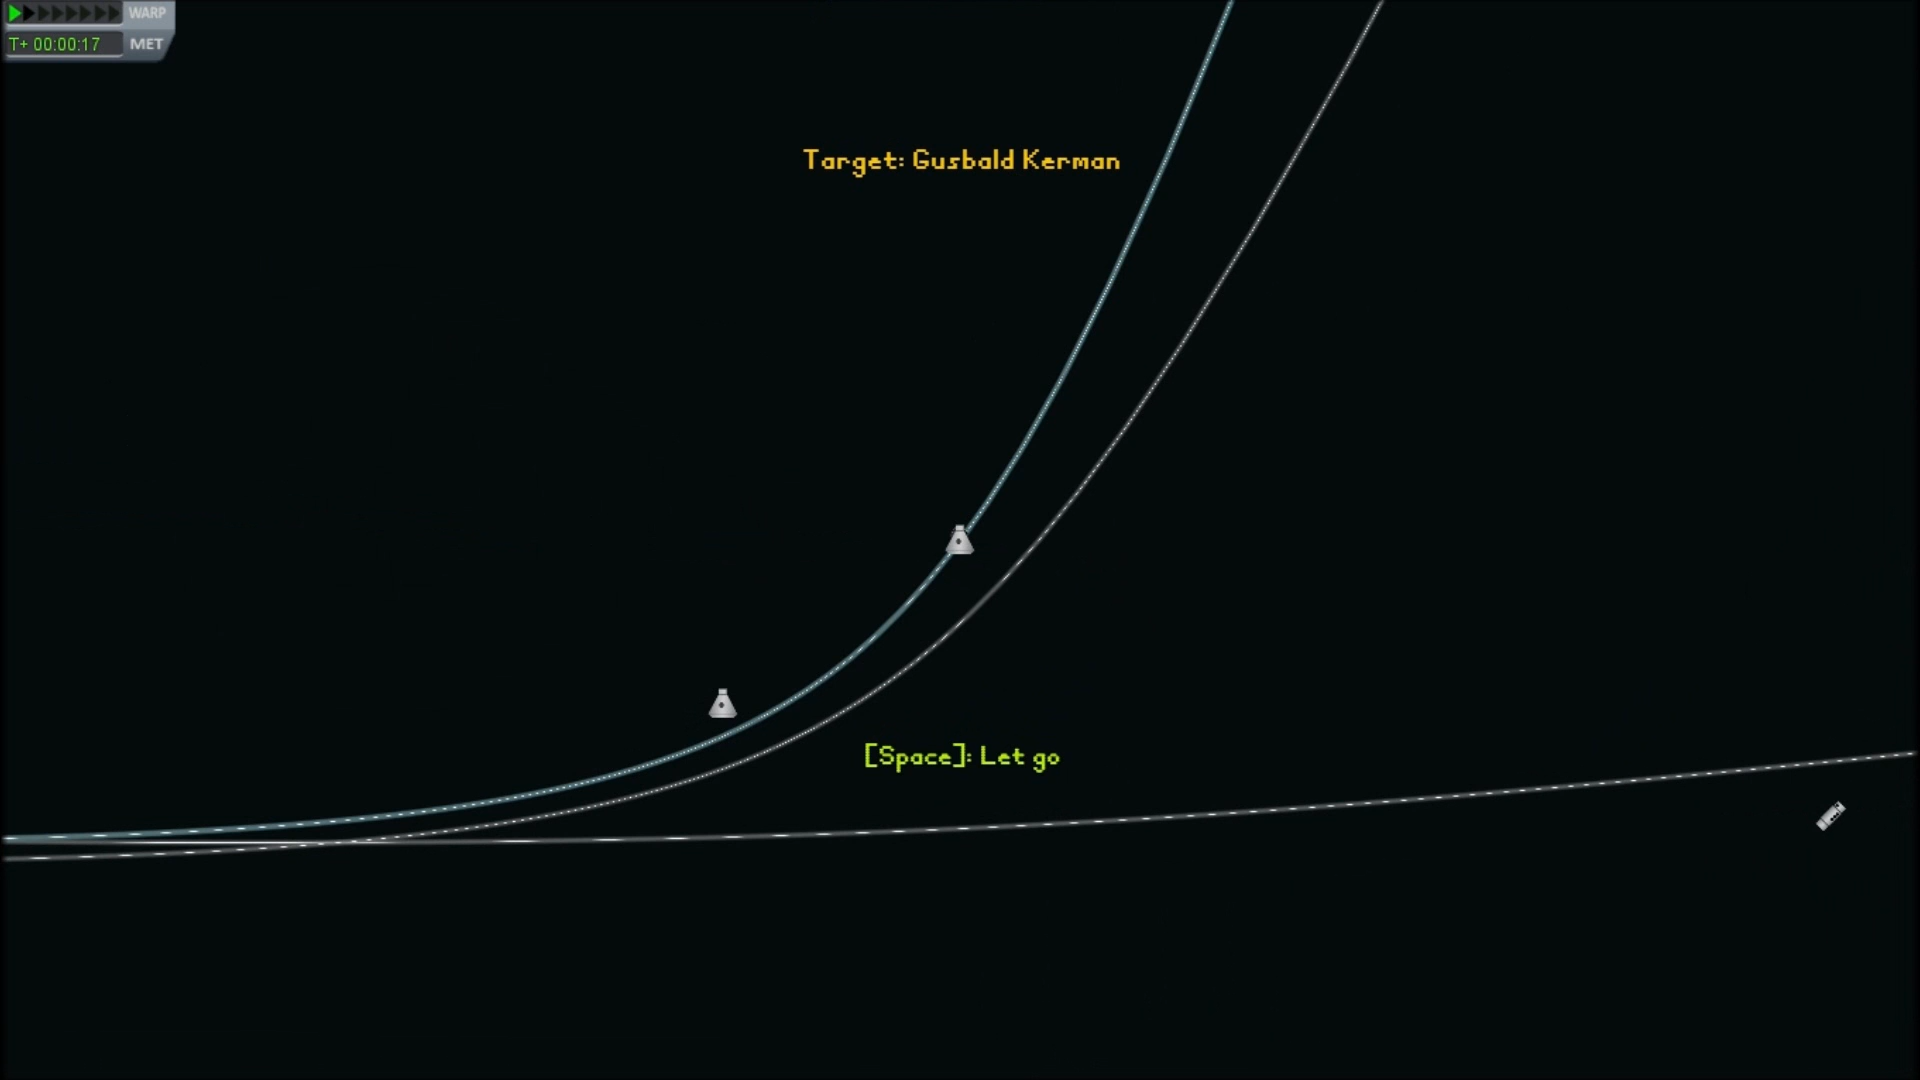 WARP
T+ 00:00:17 MET
Target: Gusbald Kerman
[Space]: Let go